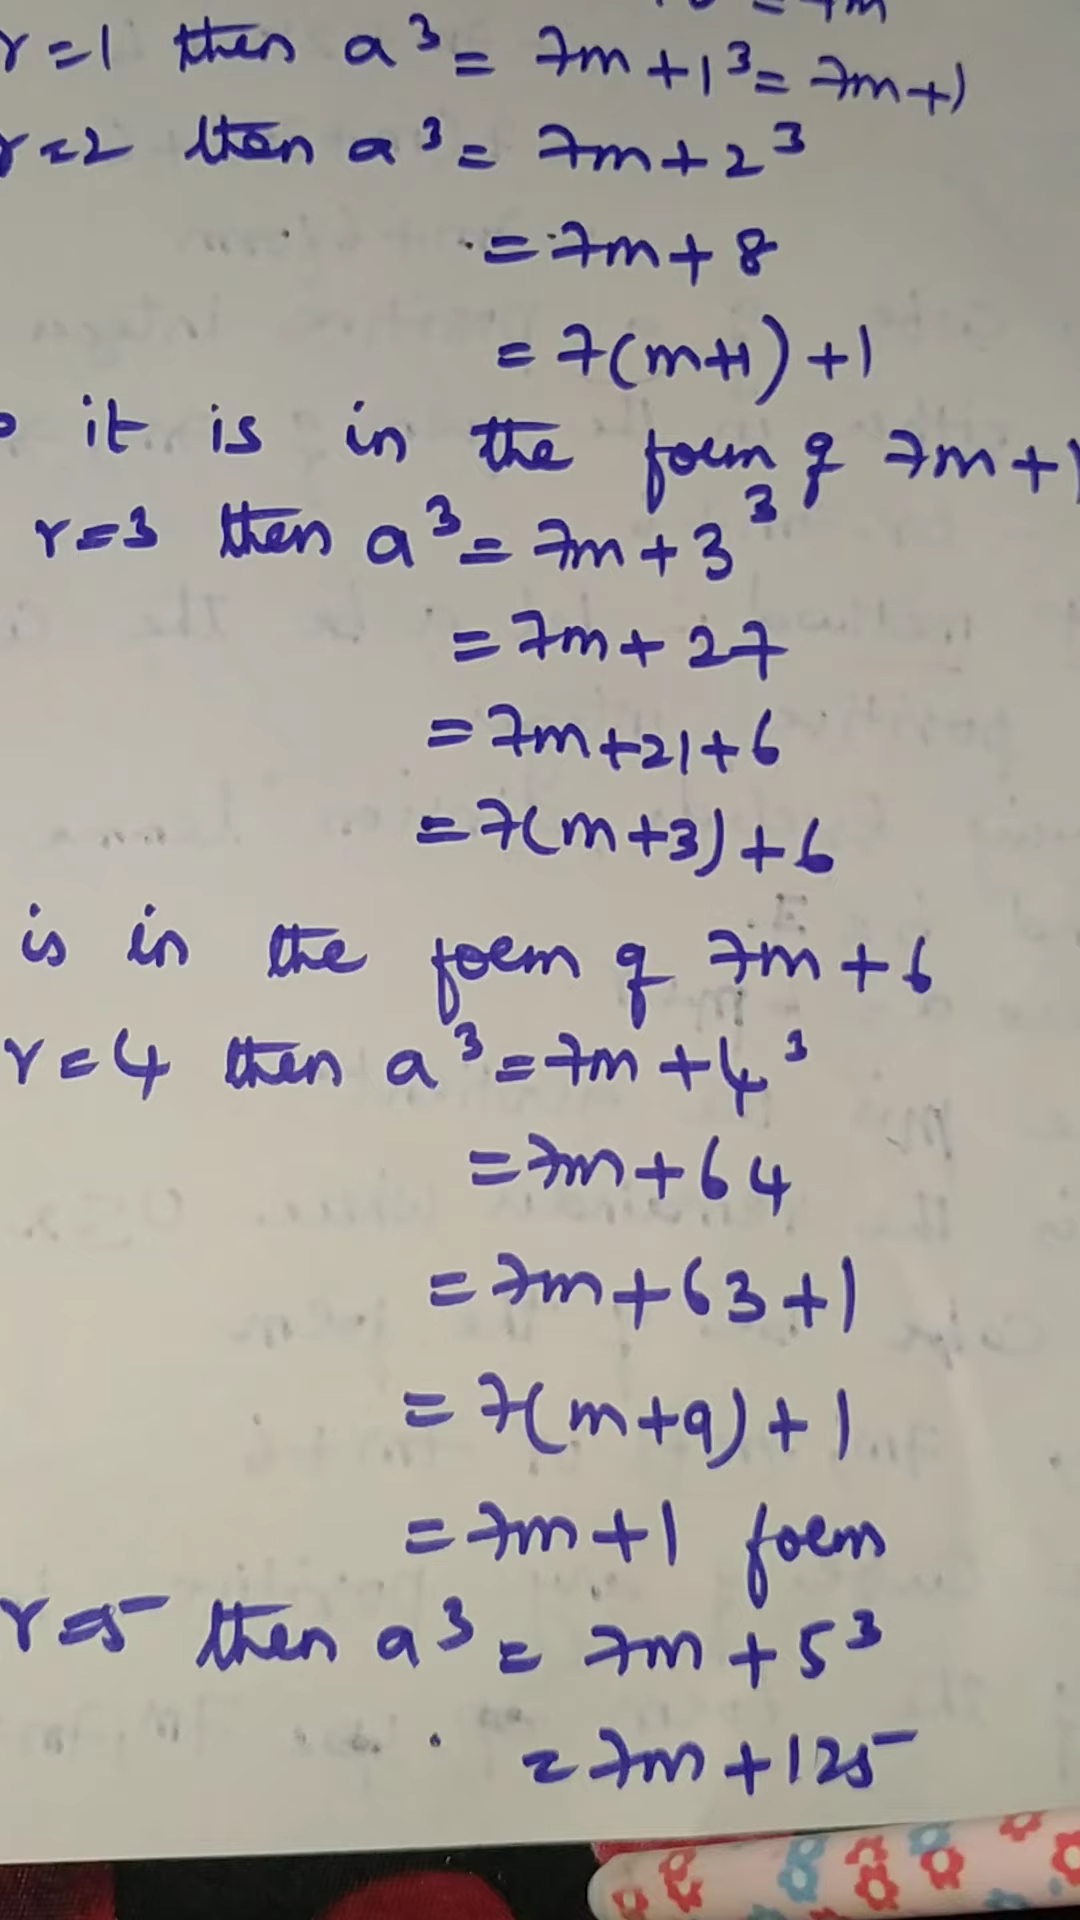 = 7m
r=1 then a³ = 7m+1³ = 7m+1
r=2 then a³ = 7m+2³
= 7m+8
= 7(m+1)+1
it is in the form of 7m+1
r=3 then a³ = 7m+3³
= 7m+27
= 7m+21+6
= 7(m+3)+6
is in the form of 7m+6
r=4 then a³ = 7m+4³
= 7m+64
= 7m+63+1
= 7(m+9)+1
= 7m+1 form
r=5 then a³ = 7m+5³
= 7m+125